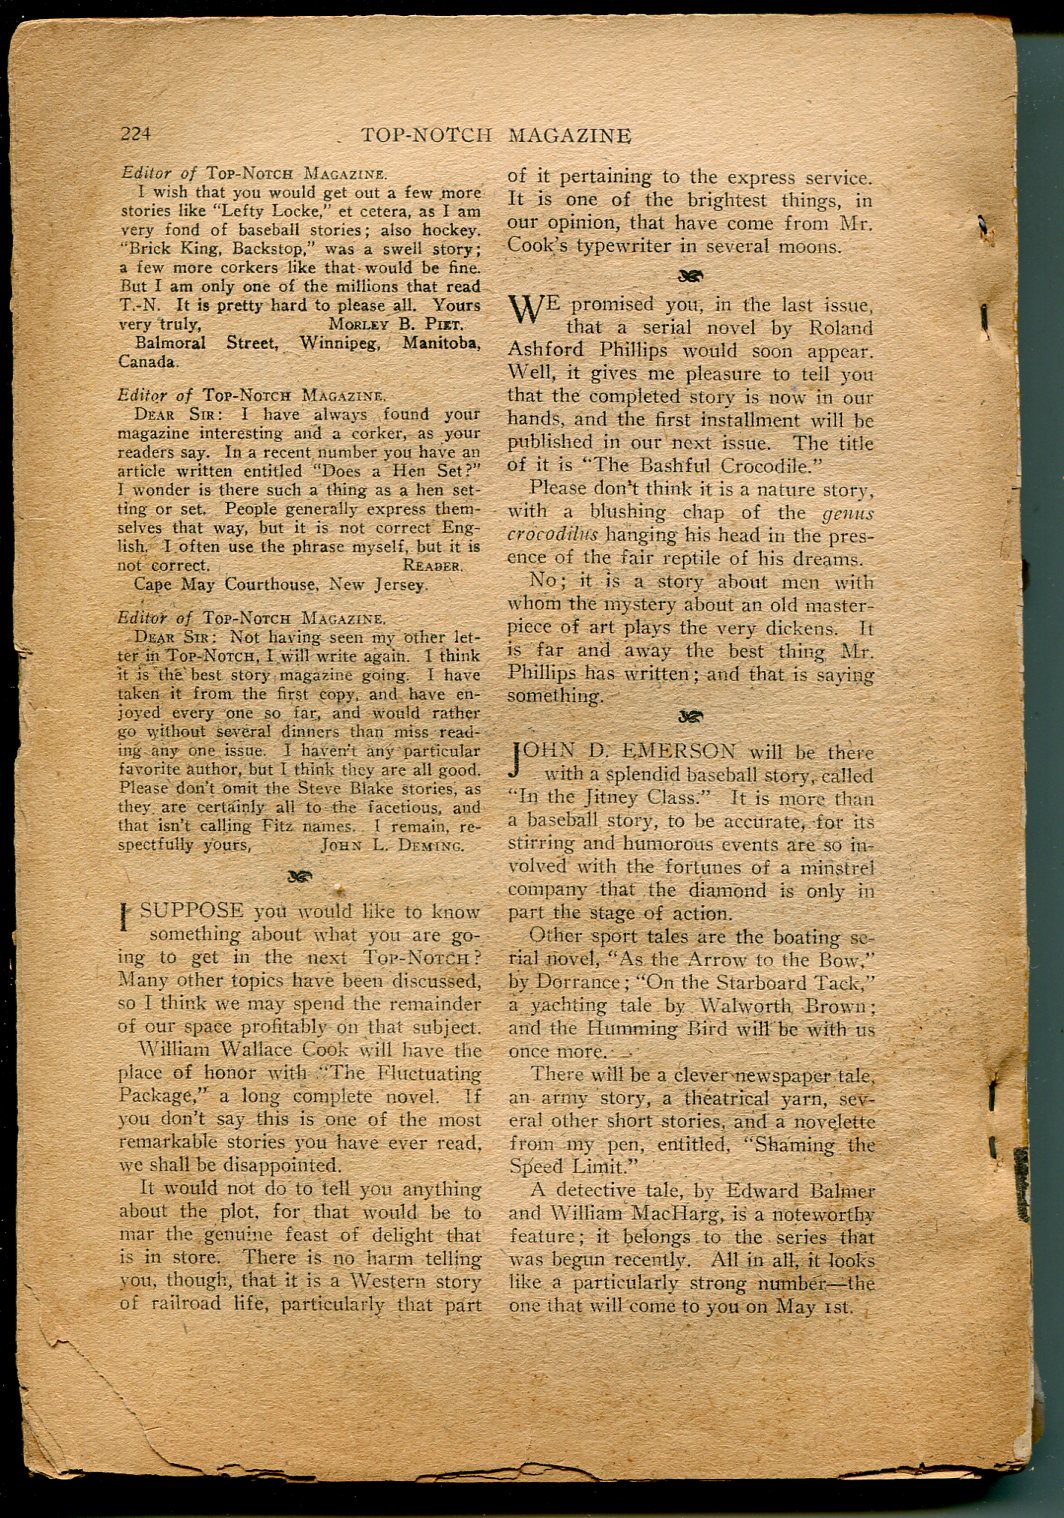 224
TOP-NOTCH MAGAZINE
Editor of TOP-NOTCH MAGAZINE.
I wish that you would get out a few more
stories like "Lefty Locke," et cetera, as I am
very fond of baseball stories; also hockey.
"Brick King, Backstop," was a swell story;
a few more corkers like that would be fine.
But I am only one of the millions that read
T.-N. It is pretty hard to please all. Yours
very truly, MORLEY B. PIET.
Balmoral Street, Winnipeg, Manitoba,
Canada.
Editor of TOP-NOTCH MAGAZINE.
DEAR SIR: I have always found your
magazine interesting and a corker, as your
readers say. In a recent number you have an
article written entitled "Does a Hen Set?"
I wonder is there such a thing as a hen set-
ting or set. People generally express them-
selves that way, but it is not correct Eng-
lish. I often use the phrase myself, but it is
not correct. READER.
Cape May Courthouse, New Jersey.
Editor of TOP-NOTCH MAGAZINE.
DEAR SIR: Not having seen my other let-
ter in TOP-NOTCH, I will write again. I think
it is the best story magazine going. I have
taken it from the first copy, and have en-
joyed every one so far, and would rather
go without several dinners than miss read-
ing any one issue. I haven't any particular
favorite author, but I think they are all good.
Please don't omit the Steve Blake stories, as
they are certainly all to the facetious, and
that isn't calling Fitz names. I remain, re-
spectfully yours, JOHN L. DEMING.
I SUPPOSE you would like to know
something about what you are go-
ing to get in the next TOP-NOTCH?
Many other topics have been discussed,
so I think we may spend the remainder
of our space profitably on that subject.
William Wallace Cook will have the
place of honor with "The Fluctuating
Package," a long complete novel. If
you don't say this is one of the most
remarkable stories you have ever read,
we shall be disappointed.
It would not do to tell you anything
about the plot, for that would be to
mar the genuine feast of delight that
is in store. There is no harm telling
you, though, that it is a Western story
of railroad life, particularly that part
of it pertaining to the express service.
It is one of the brightest things, in
our opinion, that have come from Mr.
Cook's typewriter in several moons.
WE promised you, in the last issue,
that a serial novel by Roland
Ashford Phillips would soon appear.
Well, it gives me pleasure to tell you
that the completed story is now in our
hands, and the first installment will be
published in our next issue. The title
of it is "The Bashful Crocodile."
Please don't think it is a nature story,
with a blushing chap of the genus
crocodilus hanging his head in the pres-
ence of the fair reptile of his dreams.
No; it is a story about men with
whom the mystery about an old master-
piece of art plays the very dickens. It
is far and away the best thing Mr.
Phillips has written; and that is saying
something.
JOHN D. EMERSON will be there
with a splendid baseball story, called
"In the Jitney Class." It is more than
a baseball story, to be accurate, for its
stirring and humorous events are so in-
volved with the fortunes of a minstrel
company that the diamond is only in
part the stage of action.
Other sport tales are the boating se-
rial novel, "As the Arrow to the Bow,"
by Dorrance; "On the Starboard Tack,"
a yachting tale by Walworth Brown;
and the Humming Bird will be with us
once more.
There will be a clever newspaper tale,
an army story, a theatrical yarn, sev-
eral other short stories, and a novelette
from my pen, entitled, "Shaming the
Speed Limit."
A detective tale, by Edward Balmer
and William MacHarg, is a noteworthy
feature; it belongs to the series that
was begun recently. All in all, it looks
like a particularly strong number—the
one that will come to you on May 1st.